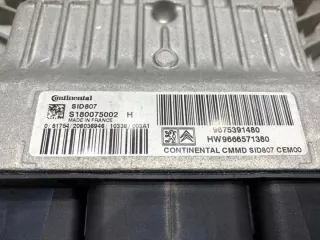 Continental
SID807
S180075002 H
MADE IN FRANCE
9675391480
HW9666571380
CONTINENTAL CMMD SID807 CEM00